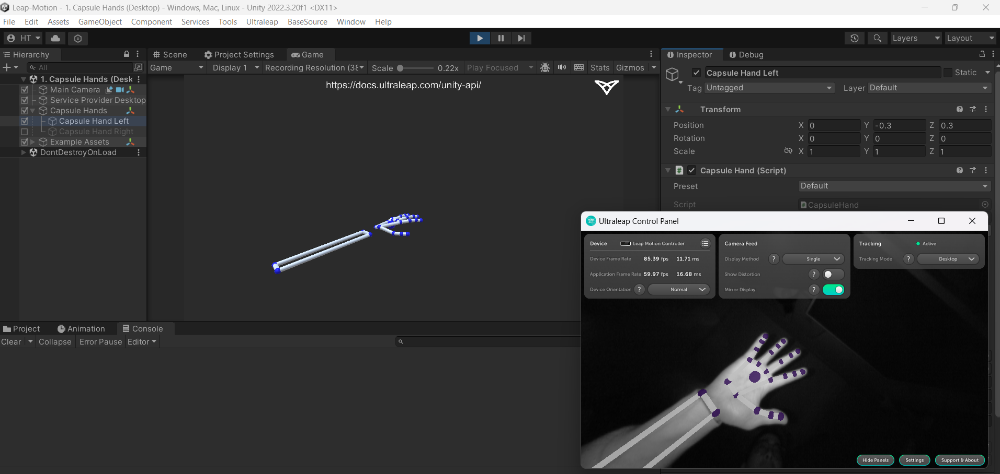 Leap-Motion - 1. Capsule Hands (Desktop) - Windows, Mac, Linux - Unity 2022.3.20f1 <DX11>
File Edit Assets GameObject Component Services Tools Ultraleap BaseSource Window Help
HT Layers Layout
Hierarchy
All
1. Capsule Hands (Desk
Main Camera
Service Provider Desktop
Capsule Hands
Capsule Hand Left
Capsule Hand Right
Example Assets
DontDestroyOnLoad
Scene Project Settings Game
Game Display 1 Recording Resolution (38 Scale 0.22x Play Focused Stats Gizmos
https://docs.ultraleap.com/unity-api/
Inspector Debug
Capsule Hand Left Static
Tag Untagged Layer Default
Transform
Position X 0 Y -0.3 Z 0.3
Rotation X 0 Y 0 Z 0
Scale X 1 Y 1 Z 1
Capsule Hand (Script)
Preset Default
Script CapsuleHand
Project Animation Console
Clear Collapse Error Pause Editor
Ultraleap Control Panel
Device Leap Motion Controller
Device Frame Rate 85.39 fps 11.71 ms
Application Frame Rate 59.97 fps 16.68 ms
Device Orientation ? Normal
Camera Feed
Display Method ? Single
Show Distortion ?
Mirror Display ?
Tracking Active
Tracking Mode ? Desktop
Hide Panels Settings Support & About